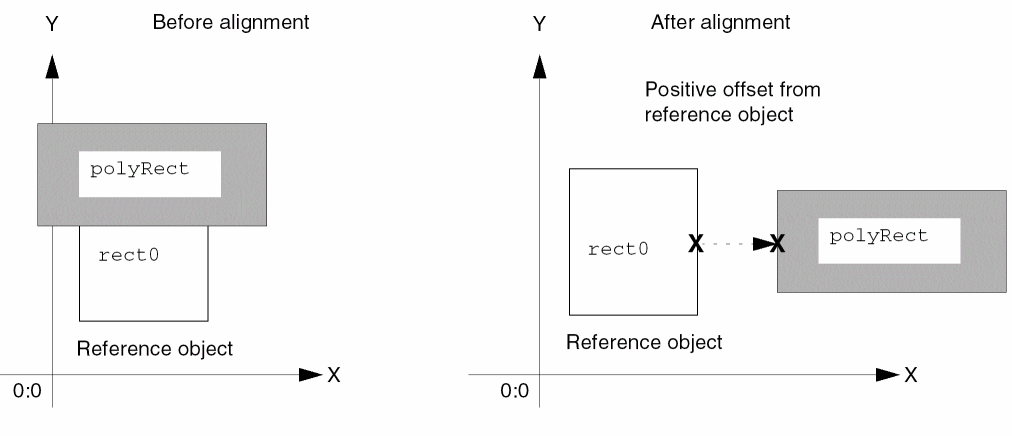 Before alignment
Y
polyRect
rect0
Reference object
X
0:0
After alignment
Y
Positive offset from
reference object
rect0
X
X
polyRect
Reference object
X
0:0